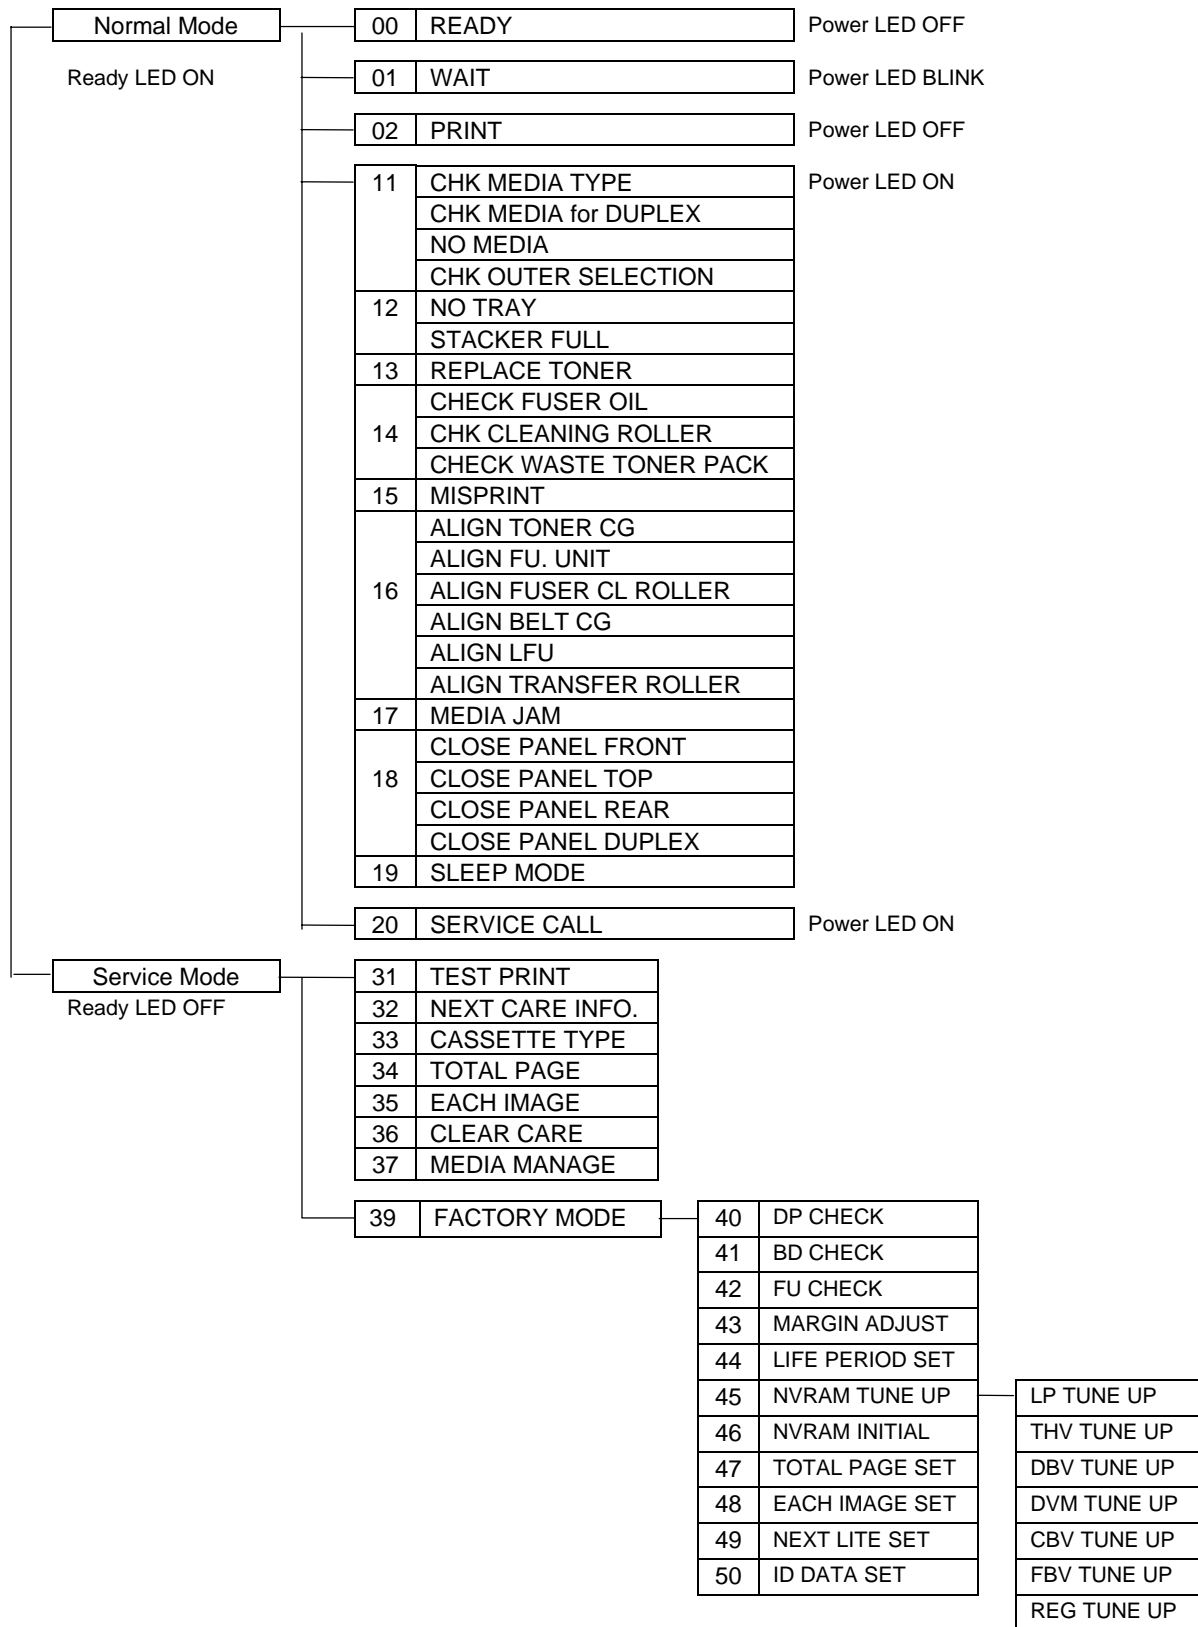 Normal Mode 00 READY Power LED OFF
Ready LED ON 01 WAIT Power LED BLINK
02 PRINT Power LED OFF
11 CHK MEDIA TYPE Power LED ON
CHK MEDIA for DUPLEX
NO MEDIA
CHK OUTER SELECTION
12 NO TRAY
STACKER FULL
13 REPLACE TONER
CHECK FUSER OIL
14 CHK CLEANING ROLLER
CHECK WASTE TONER PACK
15 MISPRINT
ALIGN TONER CG
ALIGN FU. UNIT
16 ALIGN FUSER CL ROLLER
ALIGN BELT CG
ALIGN LFU
ALIGN TRANSFER ROLLER
17 MEDIA JAM
CLOSE PANEL FRONT
18 CLOSE PANEL TOP
CLOSE PANEL REAR
CLOSE PANEL DUPLEX
19 SLEEP MODE
20 SERVICE CALL Power LED ON
Service Mode 31 TEST PRINT
Ready LED OFF 32 NEXT CARE INFO.
33 CASSETTE TYPE
34 TOTAL PAGE
35 EACH IMAGE
36 CLEAR CARE
37 MEDIA MANAGE
39 FACTORY MODE 40 DP CHECK
41 BD CHECK
42 FU CHECK
43 MARGIN ADJUST
44 LIFE PERIOD SET
45 NVRAM TUNE UP LP TUNE UP
46 NVRAM INITIAL THV TUNE UP
47 TOTAL PAGE SET DBV TUNE UP
48 EACH IMAGE SET DVM TUNE UP
49 NEXT LITE SET CBV TUNE UP
50 ID DATA SET FBV TUNE UP
REG TUNE UP